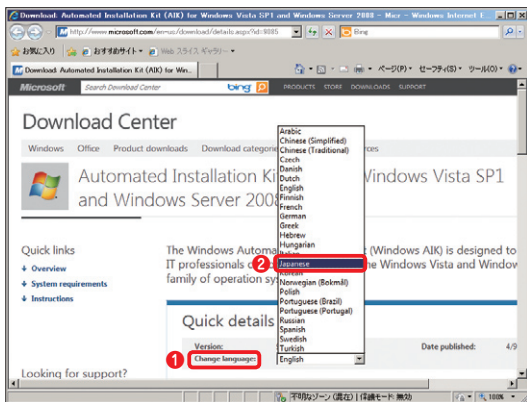 Download: Automated Installation Kit (AIK) for Windows Vista SP1 and Windows Server 2008 - Micr - Windows Internet E...
http://www.microsoft.com/en-us/download/details.aspx?id=9085
Bing
お気に入り おすすめサイト Web スライス ギャラリー
Download Automated Installation Kit (AIK) for Win...
ページ(P) セーフティ(S) ツール(O)
Microsoft Search Download Center bing PRODUCTS STORE DOWNLOADS SUPPORT
Download Center
Windows Office Product downloads Download categorie
Automated Installation Ki Windows Vista SP1
and Windows Server 2008
Quick links
Overview
System requirements
Instructions
Looking for support?
The Windows Automa (Windows AIK) is designed to
IT professionals he Windows Vista and Window
family of operation sy
Quick details
Version:
Date published: 4/9
❶ Change language: English
Arabic
Chinese (Simplified)
Chinese (Traditional)
Czech
Danish
Dutch
English
Finnish
French
German
Greek
Hebrew
Hungarian
❷ Japanese
Korean
Norwegian (Bokmål)
Polish
Portuguese (Brazil)
Portuguese (Portugal)
Russian
Spanish
Swedish
Turkish
不明なゾーン (混在) | 保護モード: 無効 100%